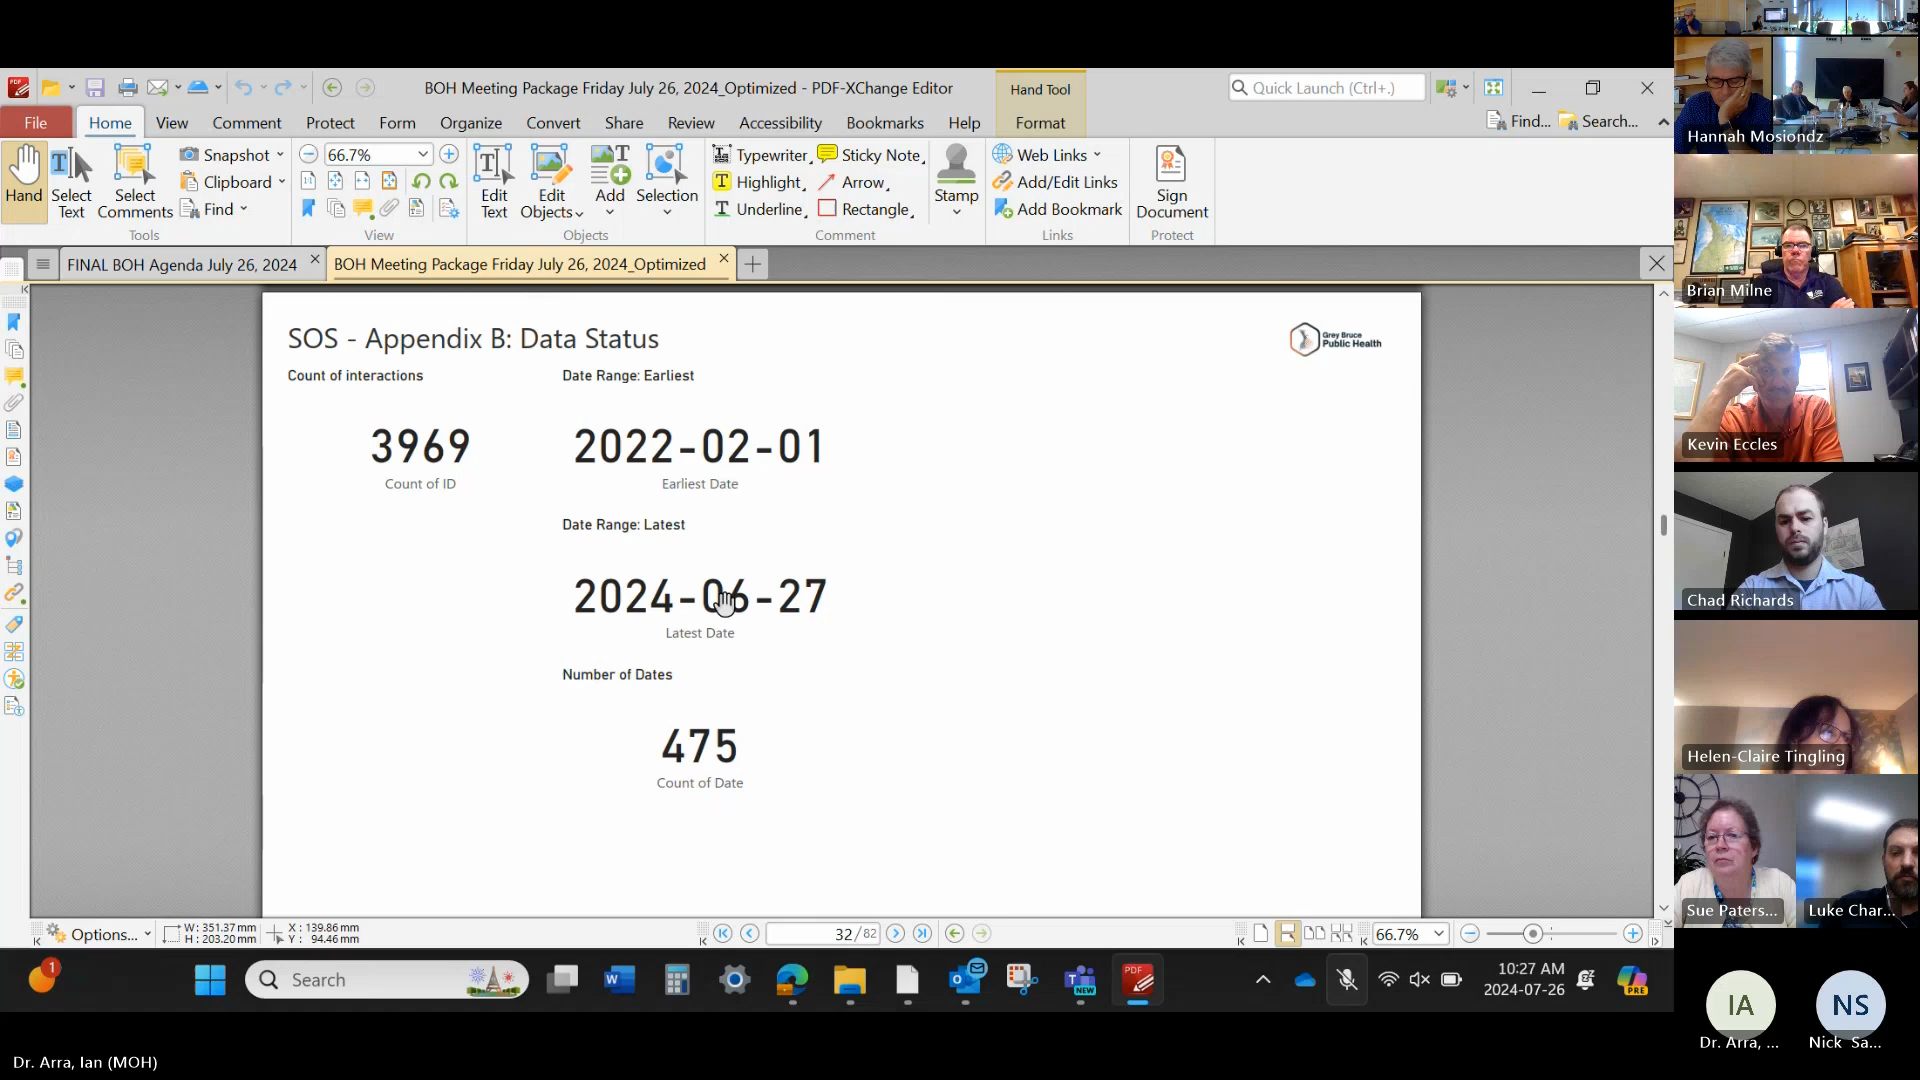 BOH Meeting Package Friday July 26, 2024_Optimized - PDF-XChange Editor
Hand Tool
Quick Launch (Ctrl+.)
File Home View Comment Protect Form Organize Convert Share Review Accessibility Bookmarks Help Format Find... Search...
Hand
Select Text
Select Comments
Snapshot
Clipboard
Find
Tools
66.7%
View
Edit Text
Edit Objects
Add
Selection
Objects
Typewriter
Highlight
Underline
Sticky Note
Arrow
Rectangle
Stamp
Comment
Web Links
Add/Edit Links
Add Bookmark
Links
Sign Document
Protect
FINAL BOH Agenda July 26, 2024
BOH Meeting Package Friday July 26, 2024_Optimized
SOS - Appendix B: Data Status
Grey Bruce
Public Health
Count of interactions
3969
Count of ID
Date Range: Earliest
2022-02-01
Earliest Date
Date Range: Latest
2024-06-27
Latest Date
Number of Dates
475
Count of Date
Options...
W: 351.37 mm
H: 203.20 mm
X : 139.86 mm
Y : 94.46 mm
32/82
66.7%
1
Search
NEW
PDF
10:27 AM
2024-07-26
PRE
Hannah Mosiondz
Brian Milne
Kevin Eccles
Chad Richards
Helen-Claire Tingling
Sue Paters...
Luke Char...
IA
Dr. Arra, ...
NS
Nick Sa...
Dr. Arra, Ian (MOH)